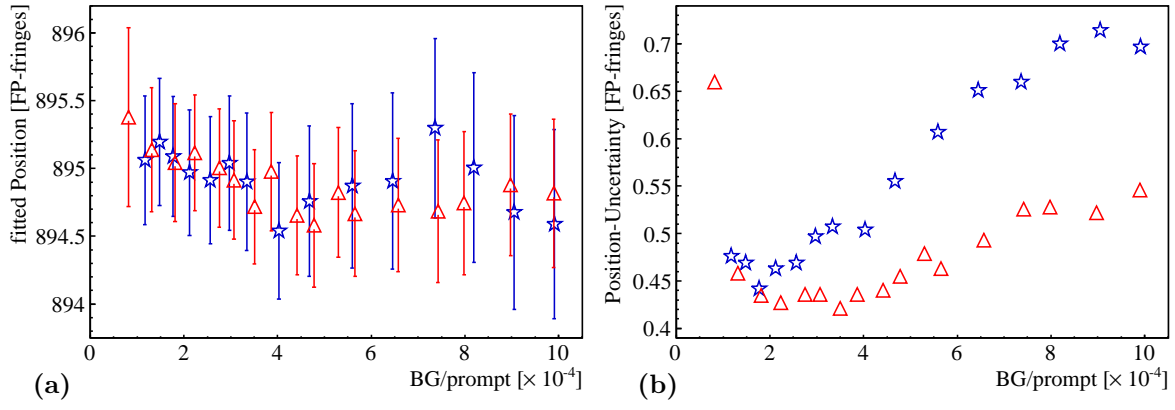 fitted Position [FP-fringes]
896
895.5
895
894.5
894
0 2 4 6 8 10
BG/prompt [× 10⁻⁴]
(a)
Position-Uncertainty [FP-fringes]
0.7
0.65
0.6
0.55
0.5
0.45
0.4
0 2 4 6 8 10
BG/prompt [× 10⁻⁴]
(b)